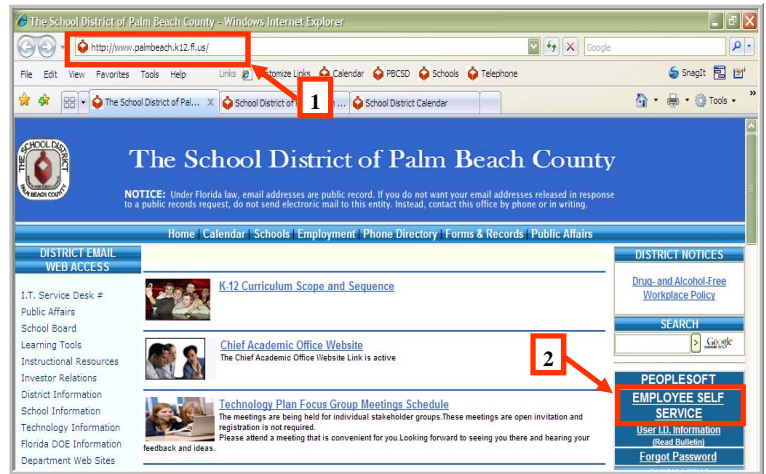 The School District of Palm Beach County - Windows Internet Explorer
http://www.palmbeach.k12.fl.us/
Google
File Edit View Favorites Tools Help Links Customize Links Calendar PBCSD Schools Telephone SnagIt
The School District of Pal... School District of ... School District Calendar Tools
1
The School District of Palm Beach County
NOTICE: Under Florida law, email addresses are public record. If you do not want your email addresses released in response
to a public records request, do not send electronic mail to this entity. Instead, contact this office by phone or in writing.
Home | Calendar | Schools | Employment | Phone Directory | Forms & Records | Public Affairs
DISTRICT EMAIL
WEB ACCESS
I.T. Service Desk #
Public Affairs
School Board
Learning Tools
Instructional Resources
Investor Relations
District Information
School Information
Technology Information
Florida DOE Information
Department Web Sites
K-12 Curriculum Scope and Sequence
Chief Academic Office Website
The Chief Academic Office Website Link is active
Technology Plan Focus Group Meetings Schedule
The meetings are being held for individual stakeholder groups.These meetings are open invitation and
registration is not required.
Please attend a meeting that is convenient for you.Looking forward to seeing you there and hearing your
feedback and ideas.
DISTRICT NOTICES
Drug- and Alcohol-Free
Workplace Policy
SEARCH
> Google
2
PEOPLESOFT
EMPLOYEE SELF
SERVICE
User I.D. Information
(Read Bulletin)
Forgot Password